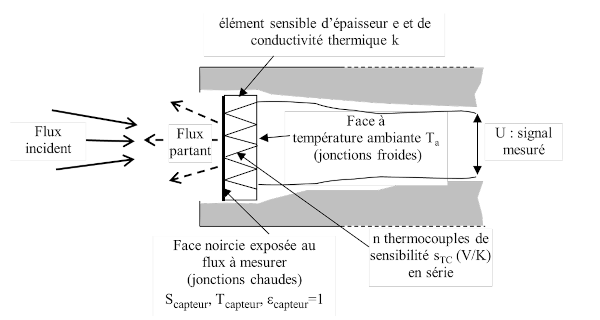 élément sensible d'épaisseur e et de
conductivité thermique k
Flux
incident
Flux
partant
Face à
température ambiante Ta
(jonctions froides)
U : signal
mesuré
Face noircie exposée au
flux à mesurer
(jonctions chaudes)
Scapteur, Tcapteur, εcapteur=1
n thermocouples de
sensibilité sTC (V/K)
en série